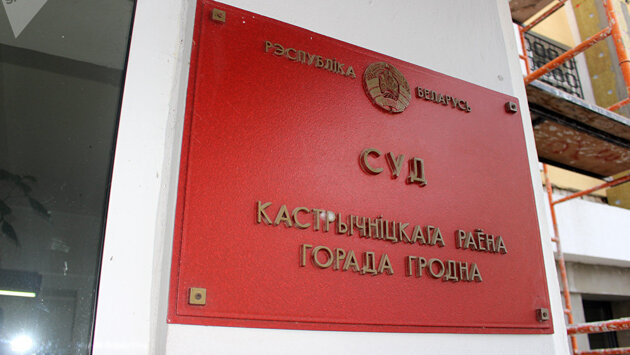 РЭСПУБЛІКА БЕЛАРУСЬ
СУД
КАСТРЫЧНІЦКАГА РАЁНА
ГОРАДА ГРОДНА